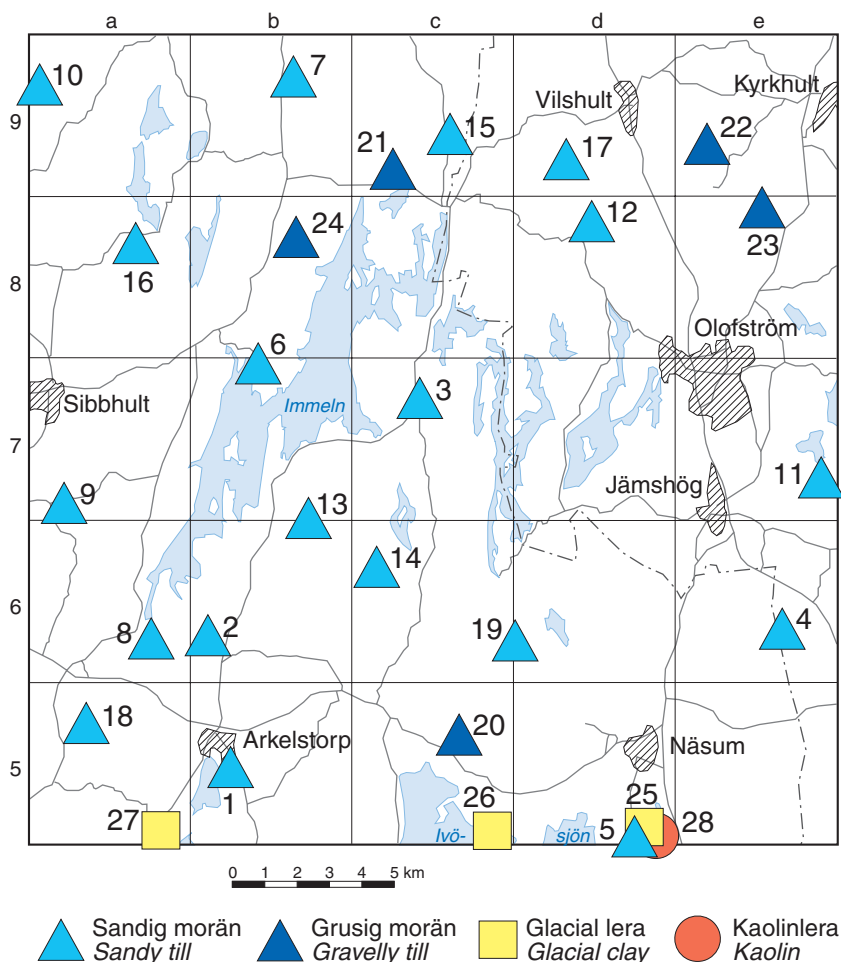 a b c d e
10
7
Vilshult
Kyrkhult
9
15
21
17
22
24
12
23
16
8
Olofström
6
3
Sibbhult
Immeln
7
11
9
Jämshög
13
14
6
8
2
19
4
18
20
Arkelstorp
Näsum
5
1
27
26
25
5
28
Ivö-
sjön
0 1 2 3 4 5 km
Sandig morän
Sandy till
Grusig morän
Gravelly till
Glacial lera
Glacial clay
Kaolinlera
Kaolin